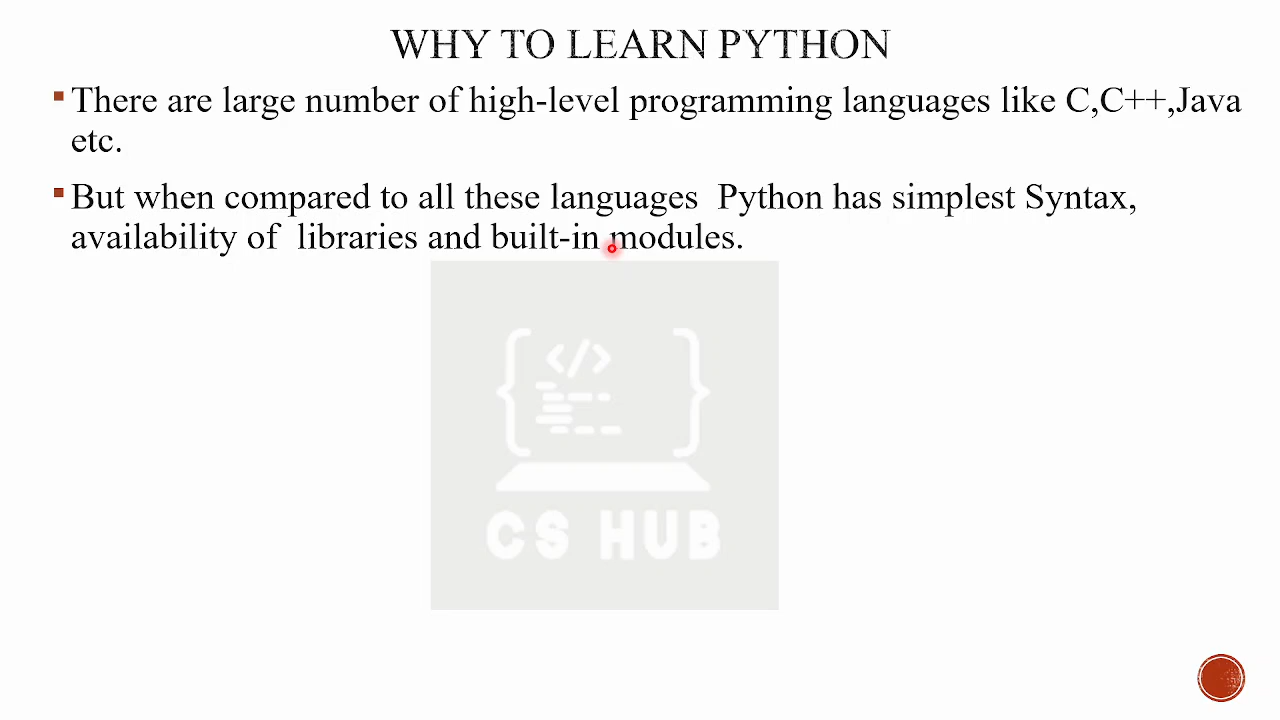 WHY TO LEARN PYTHON
There are large number of high-level programming languages like C,C++,Java
etc.
But when compared to all these languages  Python has simplest Syntax,
availability of  libraries and built-in modules.
</>
CS HUB